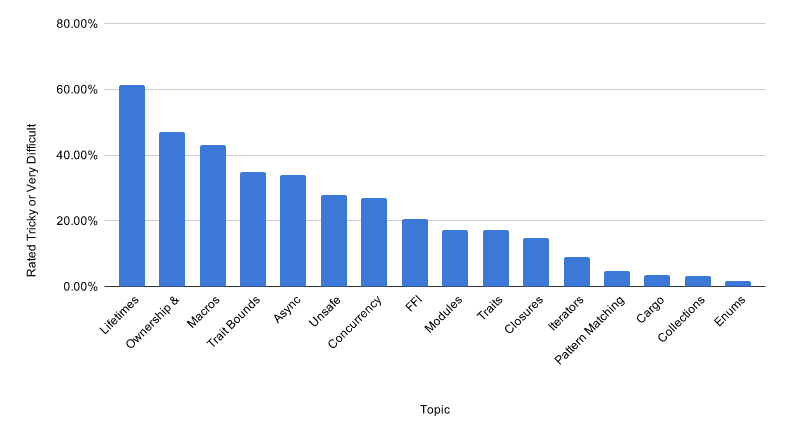 80.00%
60.00%
40.00%
20.00%
0.00%
Rated Tricky or Very Difficult
Lifetimes
Ownership &
Macros
Trait Bounds
Async
Unsafe
Concurrency
FFI
Modules
Traits
Closures
Iterators
Pattern Matching
Cargo
Collections
Enums
Topic